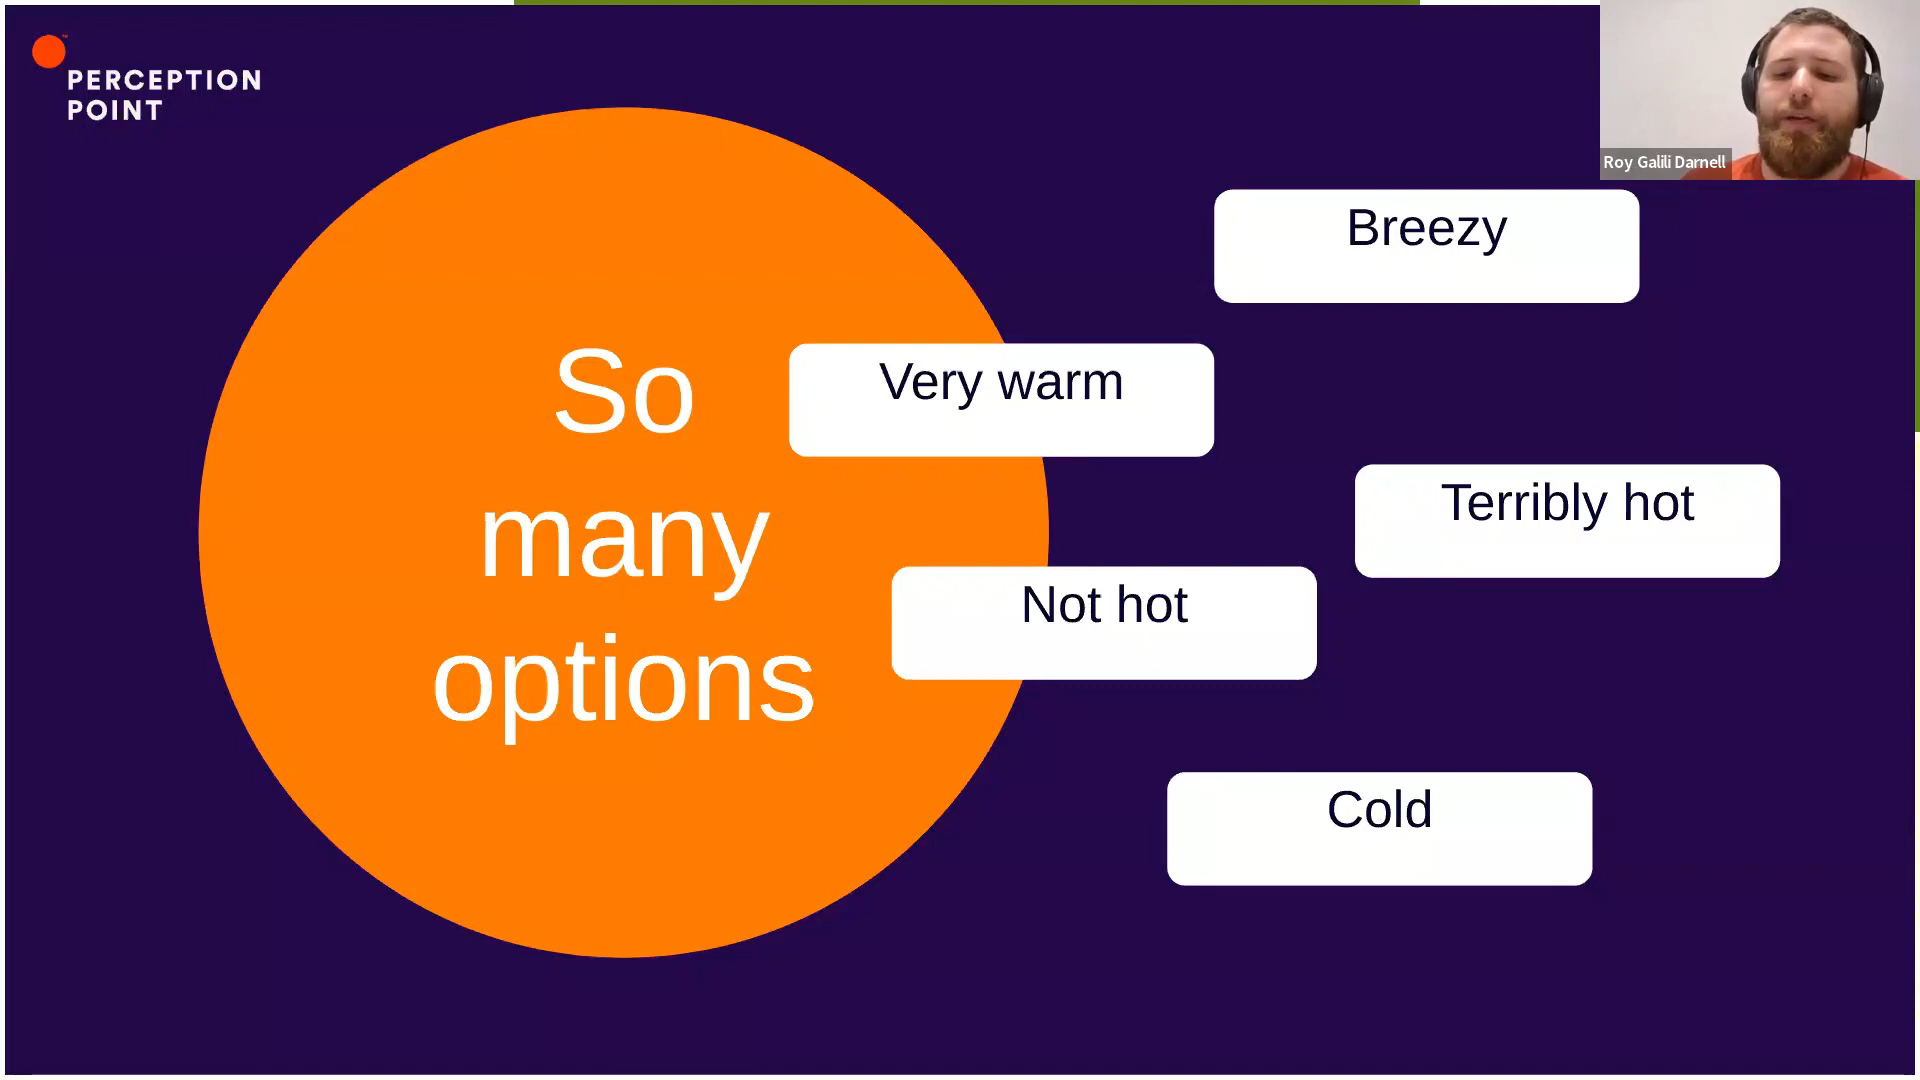 PERCEPTION
POINT
Roy Galili Darnell
So
many
options
Breezy
Very warm
Terribly hot
Not hot
Cold